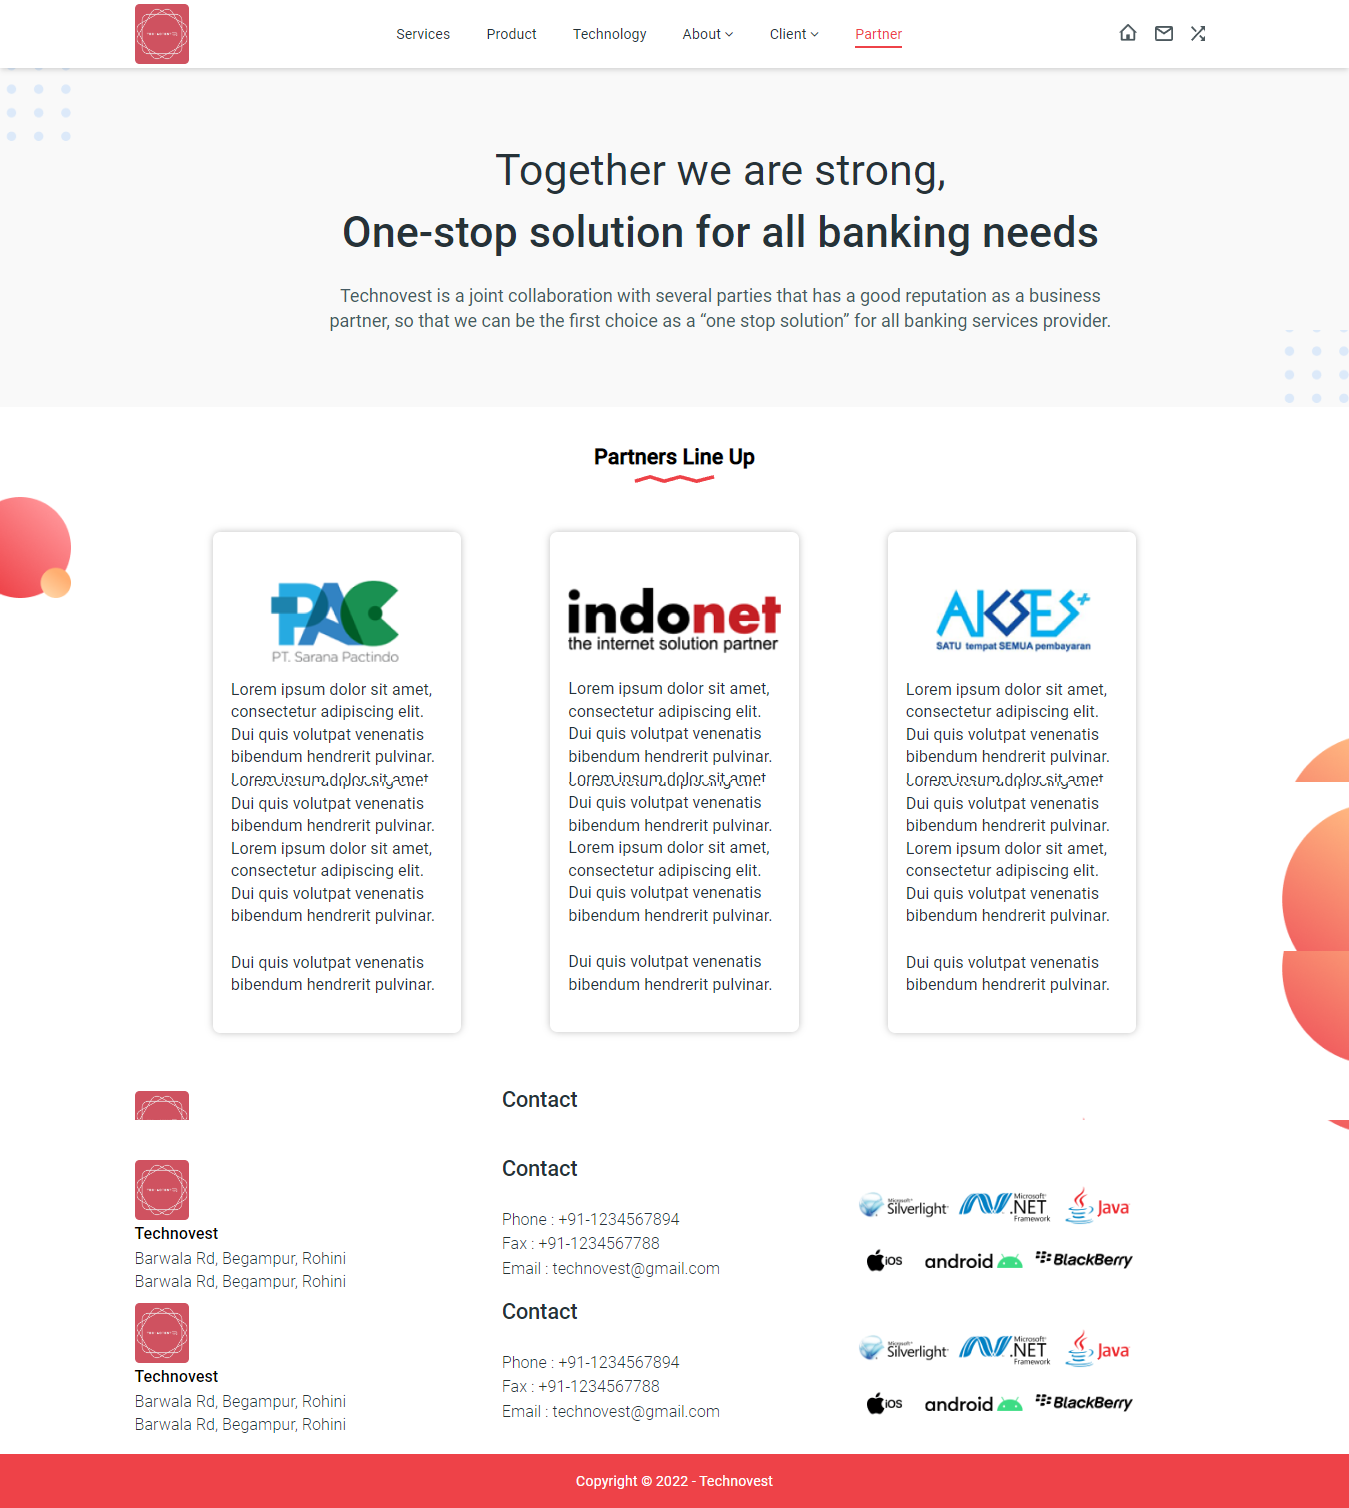 Services Product Technology About Client Partner
Together we are strong,
One-stop solution for all banking needs
Technovest is a joint collaboration with several parties that has a good reputation as a business
partner, so that we can be the first choice as a “one stop solution” for all banking services provider.
Partners Line Up
PAC
PT. Sarana Pactindo
Lorem ipsum dolor sit amet,
consectetur adipiscing elit.
Dui quis volutpat venenatis
bibendum hendrerit pulvinar.
Lorem ipsum dolor sit amet
Dui quis volutpat venenatis
bibendum hendrerit pulvinar.
Lorem ipsum dolor sit amet,
consectetur adipiscing elit.
Dui quis volutpat venenatis
bibendum hendrerit pulvinar.
Dui quis volutpat venenatis
bibendum hendrerit pulvinar.
indonet
the internet solution partner
Lorem ipsum dolor sit amet,
consectetur adipiscing elit.
Dui quis volutpat venenatis
bibendum hendrerit pulvinar.
Lorem ipsum dolor sit amet
Dui quis volutpat venenatis
bibendum hendrerit pulvinar.
Lorem ipsum dolor sit amet,
consectetur adipiscing elit.
Dui quis volutpat venenatis
bibendum hendrerit pulvinar.
Dui quis volutpat venenatis
bibendum hendrerit pulvinar.
AKSES+
SATU tempat SEMUA pembayaran
Lorem ipsum dolor sit amet,
consectetur adipiscing elit.
Dui quis volutpat venenatis
bibendum hendrerit pulvinar.
Lorem ipsum dolor sit amet
Dui quis volutpat venenatis
bibendum hendrerit pulvinar.
Lorem ipsum dolor sit amet,
consectetur adipiscing elit.
Dui quis volutpat venenatis
bibendum hendrerit pulvinar.
Dui quis volutpat venenatis
bibendum hendrerit pulvinar.
Contact
Technovest
Barwala Rd, Begampur, Rohini
Barwala Rd, Begampur, Rohini
Contact
Phone : +91-1234567894
Fax : +91-1234567788
Email : technovest@gmail.com
Microsoft
Silverlight
Microsoft
.NET
Framework
Java
iOS
android
BlackBerry
Technovest
Barwala Rd, Begampur, Rohini
Barwala Rd, Begampur, Rohini
Contact
Phone : +91-1234567894
Fax : +91-1234567788
Email : technovest@gmail.com
Microsoft
Silverlight
Microsoft
.NET
Framework
Java
iOS
android
BlackBerry
Copyright © 2022 - Technovest